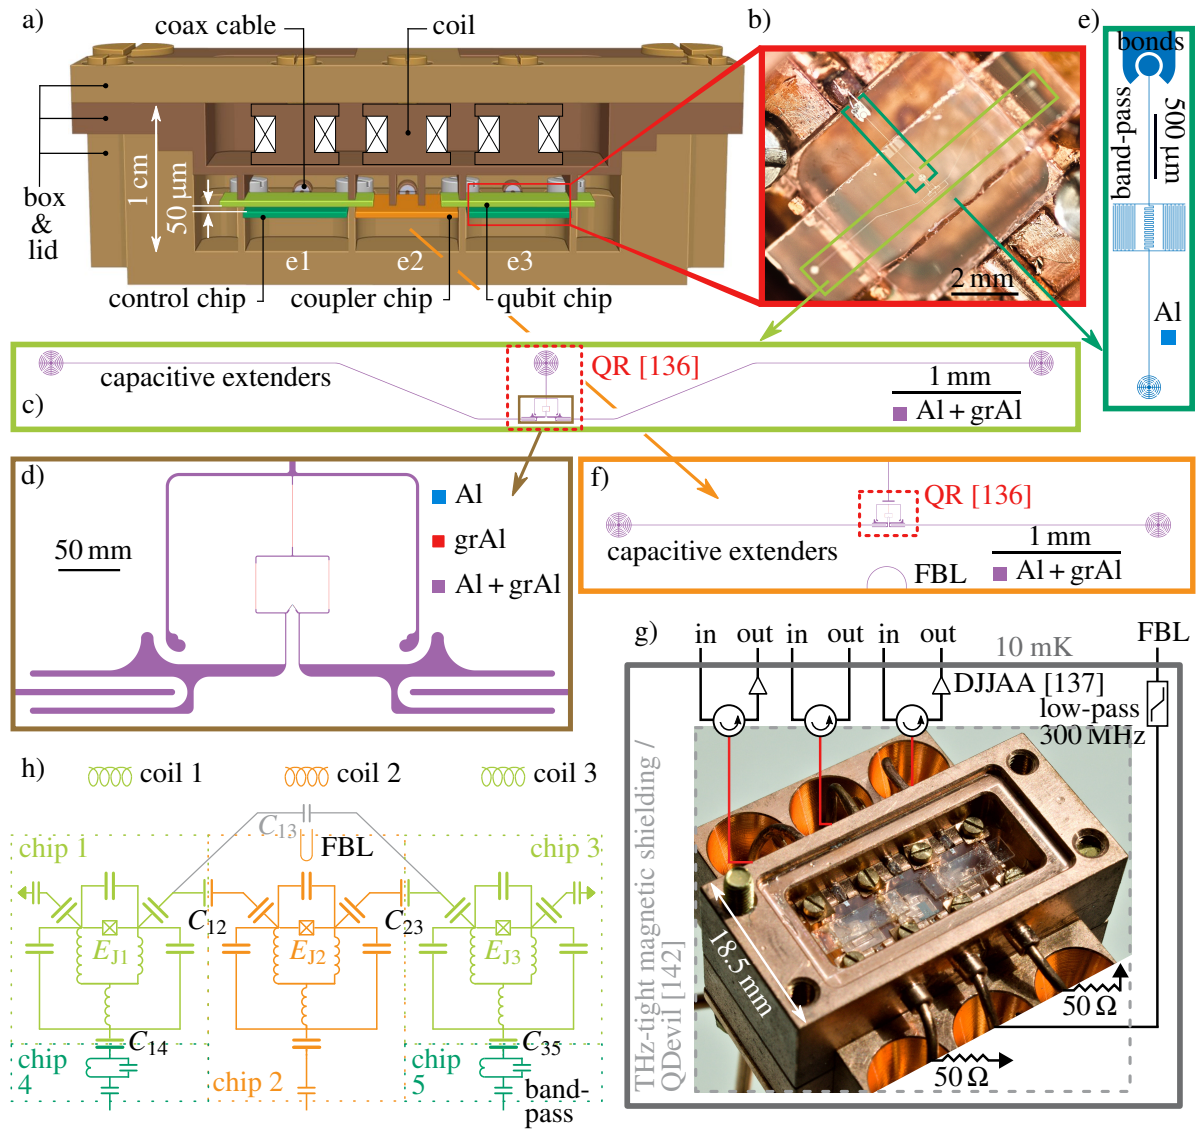 a)
coax cable
coil
box
&
lid
1 cm
50 µm
e1
e2
e3
control chip
coupler chip
qubit chip
b)
2 mm
e)
bonds
band-pass
500 µm
Al
c)
capacitive extenders
QR [136]
1 mm
Al + grAl
d)
50 mm
Al
grAl
Al + grAl
f)
QR [136]
capacitive extenders
FBL
1 mm
Al + grAl
g)
in out in out in out FBL
10 mK
DJJAA [137]
low-pass
300 MHz
THz-tight magnetic shielding /
QDevil [142]
18.5 mm
50 Ω
50 Ω
h)
coil 1
coil 2
coil 3
C13
FBL
chip 1
chip 3
C12
C23
EJ1
EJ2
EJ3
C14
C35
chip
4
chip 2
chip
5
band-
pass